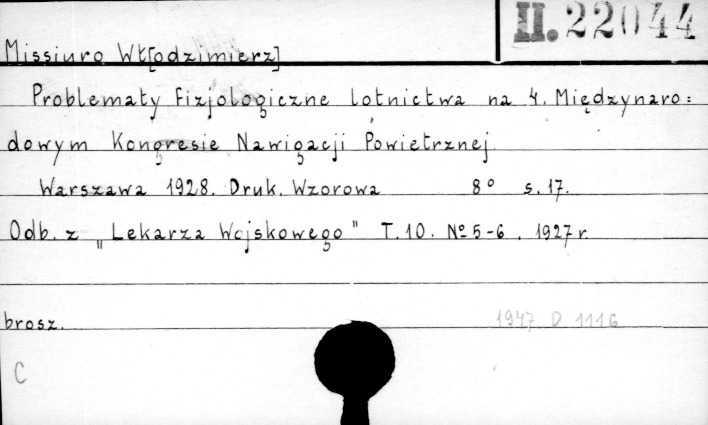 II. 22044
Missiuro Wł[odzimierz]
Problematy fizjologiczne lotnictwa na 4. Międzynaro=
dowym Kongresie Nawigacji Powietrznej
Warszawa 1928. Druk. Wzorowa 8° s. 17.
Odb. z „Lekarza Wojskowego" T. 10. № 5-6. 1927 r.
brosz.
1947 D 1116
C